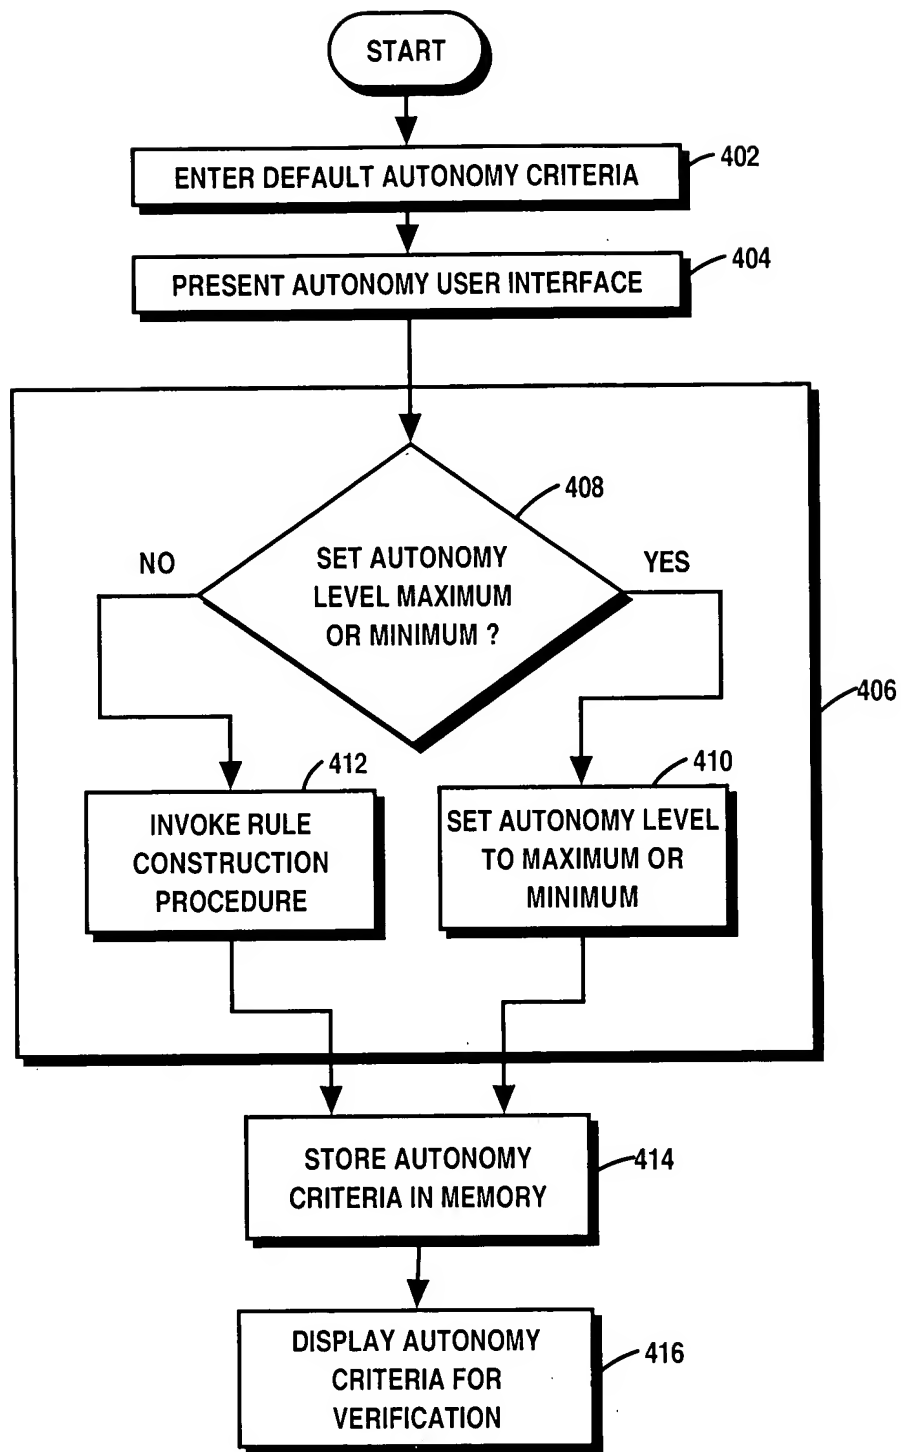 START
402
ENTER DEFAULT AUTONOMY CRITERIA
404
PRESENT AUTONOMY USER INTERFACE
408
NO
SET AUTONOMY
LEVEL MAXIMUM
OR MINIMUM ?
YES
406
412
INVOKE RULE
CONSTRUCTION
PROCEDURE
410
SET AUTONOMY LEVEL
TO MAXIMUM OR
MINIMUM
STORE AUTONOMY
CRITERIA IN MEMORY
414
DISPLAY AUTONOMY
CRITERIA FOR
VERIFICATION
416